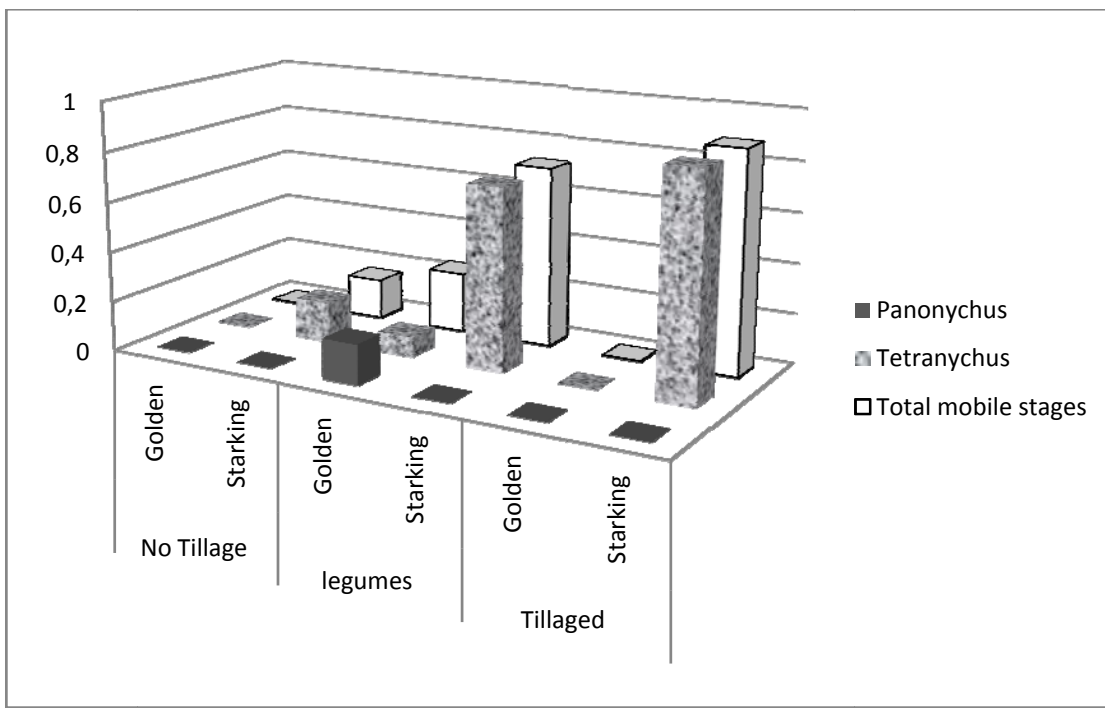 1
0,8
0,6
0,4
0,2
0
Golden
Starking
Golden
Starking
Golden
Starking
No Tillage
legumes
Tillaged
Panonychus
Tetranychus
Total mobile stages